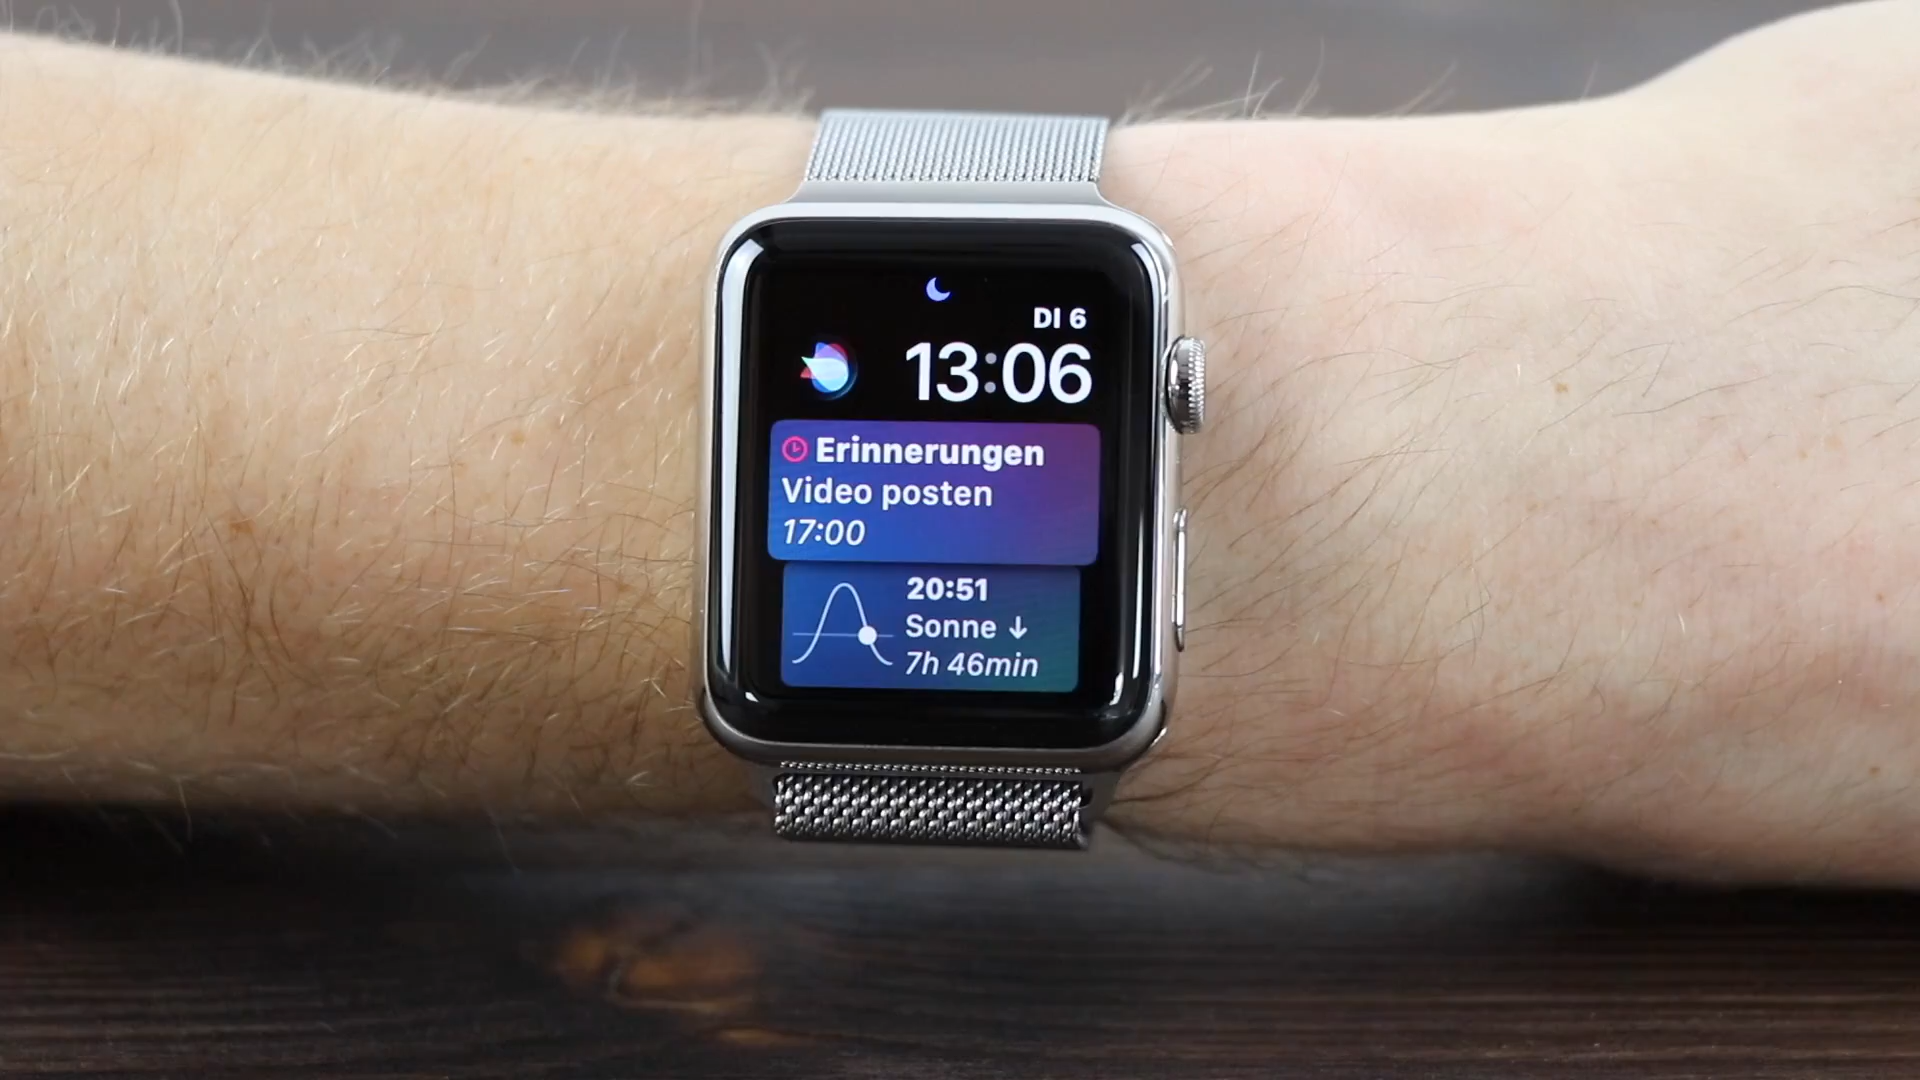 DI 6
13:06
Erinnerungen
Video posten
17:00
20:51
Sonne ↓
7h 46min